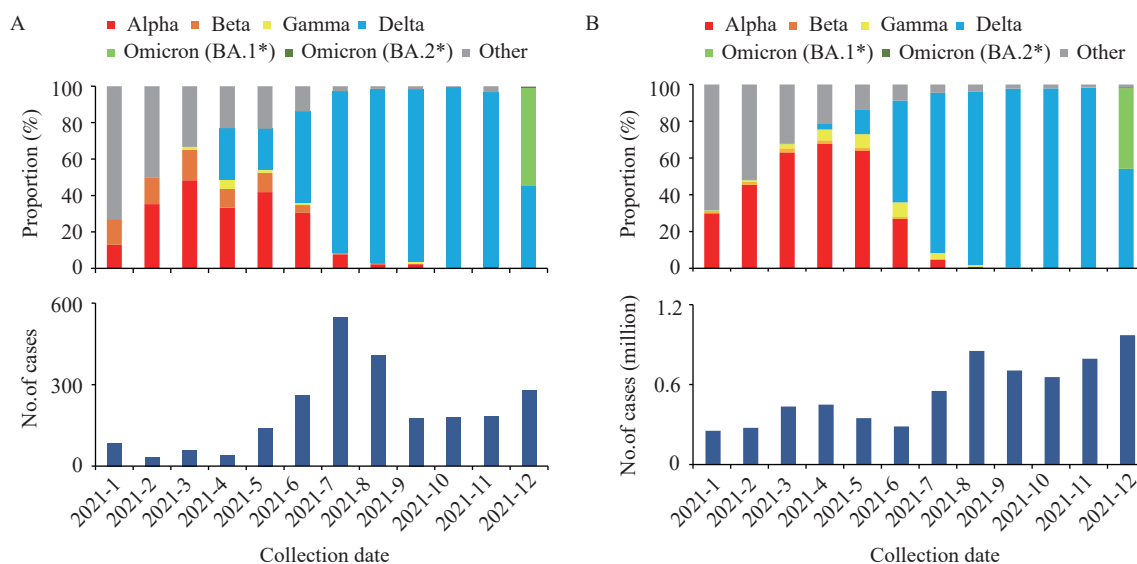 A
Alpha Beta Gamma Delta
Omicron (BA.1*) Omicron (BA.2*) Other
Proportion (%)
100
80
60
40
20
0
No.of cases
600
300
0
2021-1 2021-2 2021-3 2021-4 2021-5 2021-6 2021-7 2021-8 2021-9 2021-10 2021-11 2021-12
Collection date
B
Alpha Beta Gamma Delta
Omicron (BA.1*) Omicron (BA.2*) Other
Proportion (%)
100
80
60
40
20
0
No.of cases (million)
1.2
0.6
0
2021-1 2021-2 2021-3 2021-4 2021-5 2021-6 2021-7 2021-8 2021-9 2021-10 2021-11 2021-12
Collection date